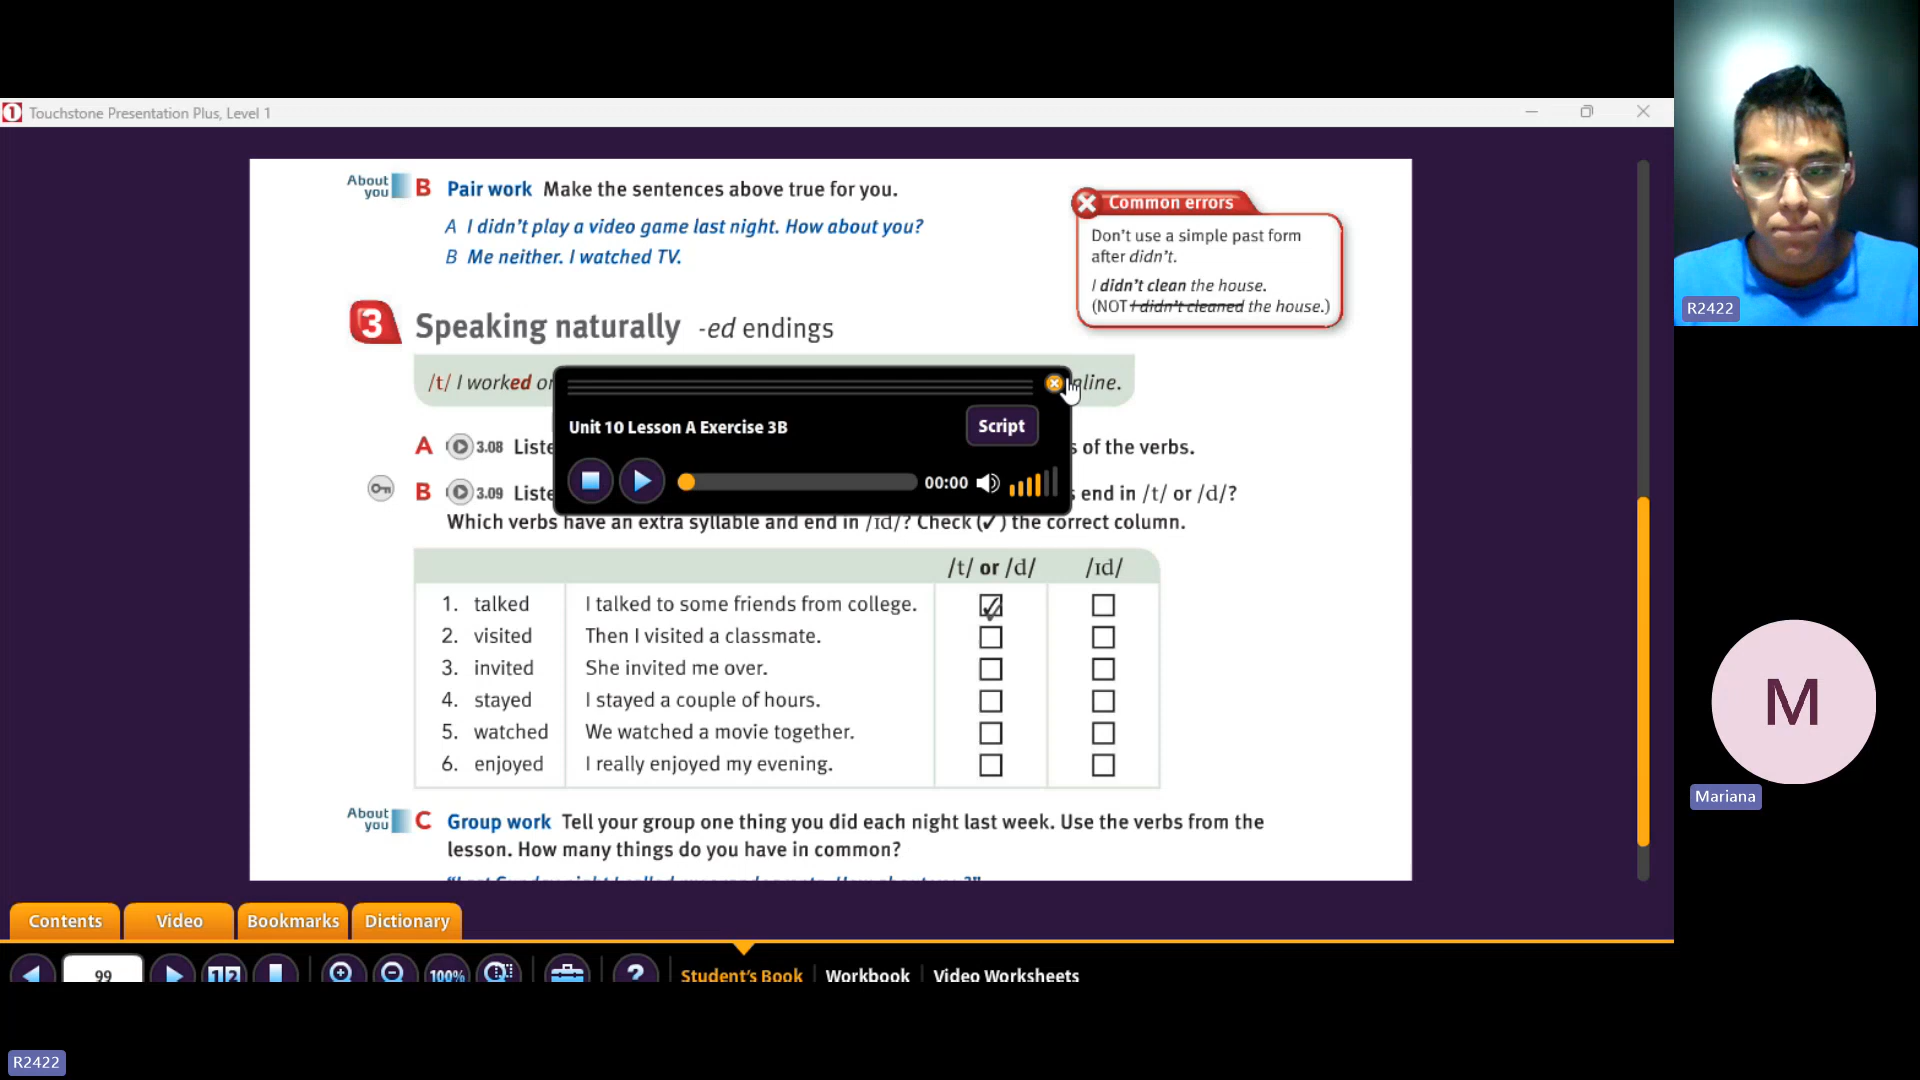 Touchstone Presentation Plus, Level 1
About you B Pair work Make the sentences above true for you.
A I didn't play a video game last night. How about you?
B Me neither. I watched TV.
Common errors
Don't use a simple past form
after didn't.
I didn't clean the house.
(NOT I didn't cleaned the house.)
3 Speaking naturally -ed endings
/t/ I worked
line.
Unit 10 Lesson A Exercise 3B
Script
00:00
A 3.08
of the verbs.
B 3.09
end in /t/ or /d/?
Which verbs have an extra syllable and end in /ɪd/? Check (✓) the correct column.
/t/ or /d/ /ɪd/
1. talked I talked to some friends from college. ✓
2. visited Then I visited a classmate.
3. invited She invited me over.
4. stayed I stayed a couple of hours.
5. watched We watched a movie together.
6. enjoyed I really enjoyed my evening.
About you C Group work Tell your group one thing you did each night last week. Use the verbs from the
lesson. How many things do you have in common?
Contents Video Bookmarks Dictionary
99 12 100% ? Student's Book Workbook Video Worksheets
R2422
M
Mariana
R2422